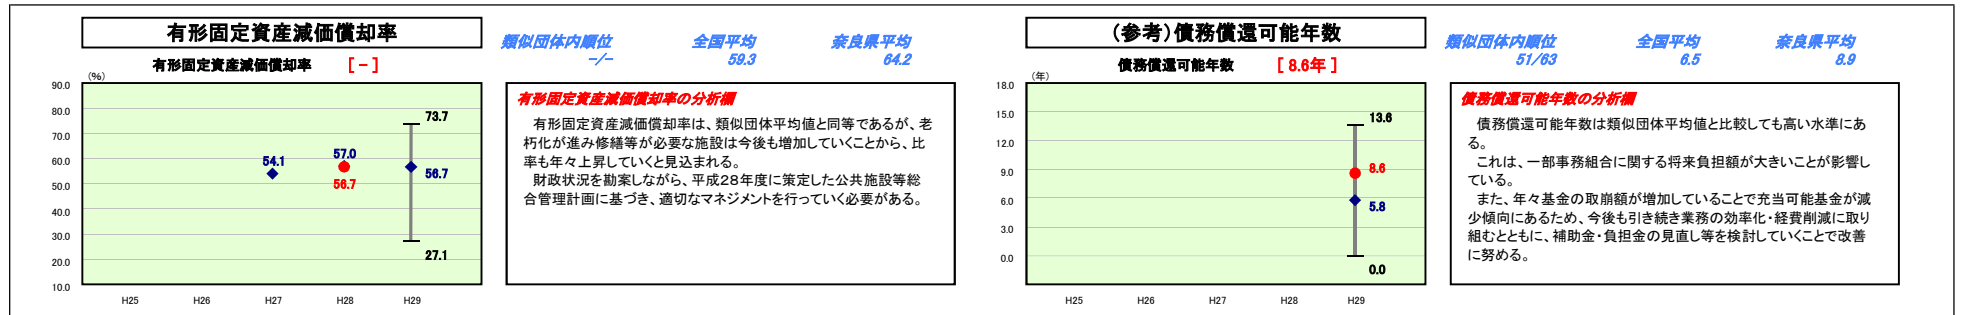 有形固定資産減価償却率
類似団体内順位 全国平均 奈良県平均
-/- 59.3 64.2
有形固定資産減価償却率 [ - ]
(%)
90.0
80.0
70.0
60.0
50.0
40.0
30.0
20.0
10.0
73.7
54.1
57.0
56.7
56.7
27.1
H25 H26 H27 H28 H29
有形固定資産減価償却率の分析欄
有形固定資産減価償却率は、類似団体平均値と同等であるが、老
朽化が進み修繕等が必要な施設は今後も増加していくことから、比
率も年々上昇していくと見込まれる。
財政状況を勘案しながら、平成28年度に策定した公共施設等総
合管理計画に基づき、適切なマネジメントを行っていく必要がある。
(参考)債務償還可能年数
類似団体内順位 全国平均 奈良県平均
51/63 6.5 8.9
債務償還可能年数 [ 8.6年 ]
(年)
18.0
15.0
12.0
9.0
6.0
3.0
0.0
13.6
8.6
5.8
0.0
H25 H26 H27 H28 H29
債務償還可能年数の分析欄
債務償還可能年数は類似団体平均値と比較しても高い水準にあ
る。
これは、一部事務組合に関する将来負担額が大きいことが影響し
ている。
また、年々基金の取崩額が増加していることで充当可能基金が減
少傾向にあるため、今後も引き続き業務の効率化・経費削減に取り
組むとともに、補助金・負担金の見直し等を検討していくことで改善
に努める。